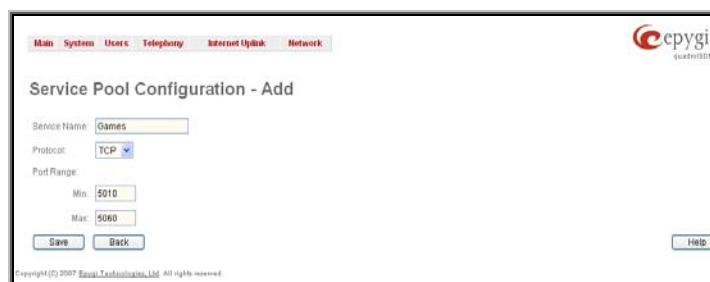 Main System Users Telephony Internet Uplink Network
epygi
Service Pool Configuration - Add
Service Name: Games
Protocol: TCP
Port Range:
Min: 5010
Max: 5060
Save Back Help
Copyright (C) 2007 Epygi Technologies, Ltd. All rights reserved.